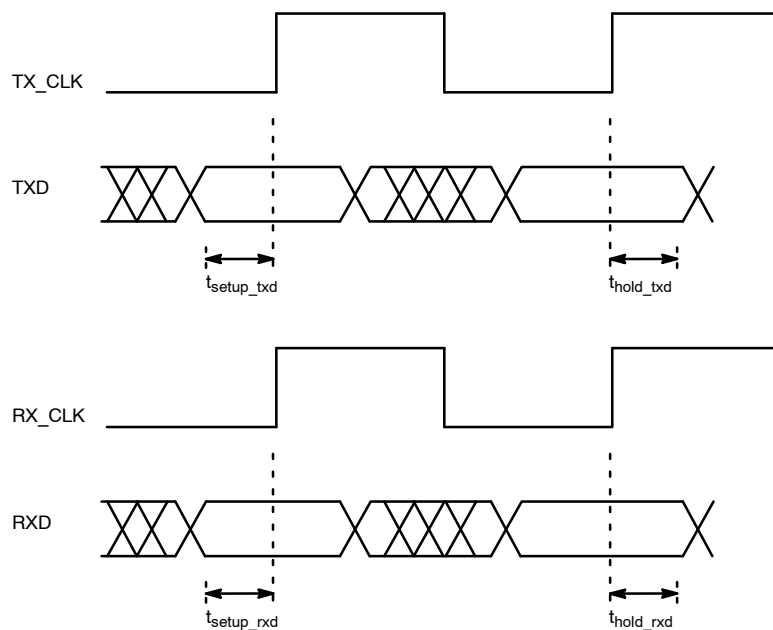 TX_CLK
TXD
tsetup_txd
thold_txd
RX_CLK
RXD
tsetup_rxd
thold_rxd